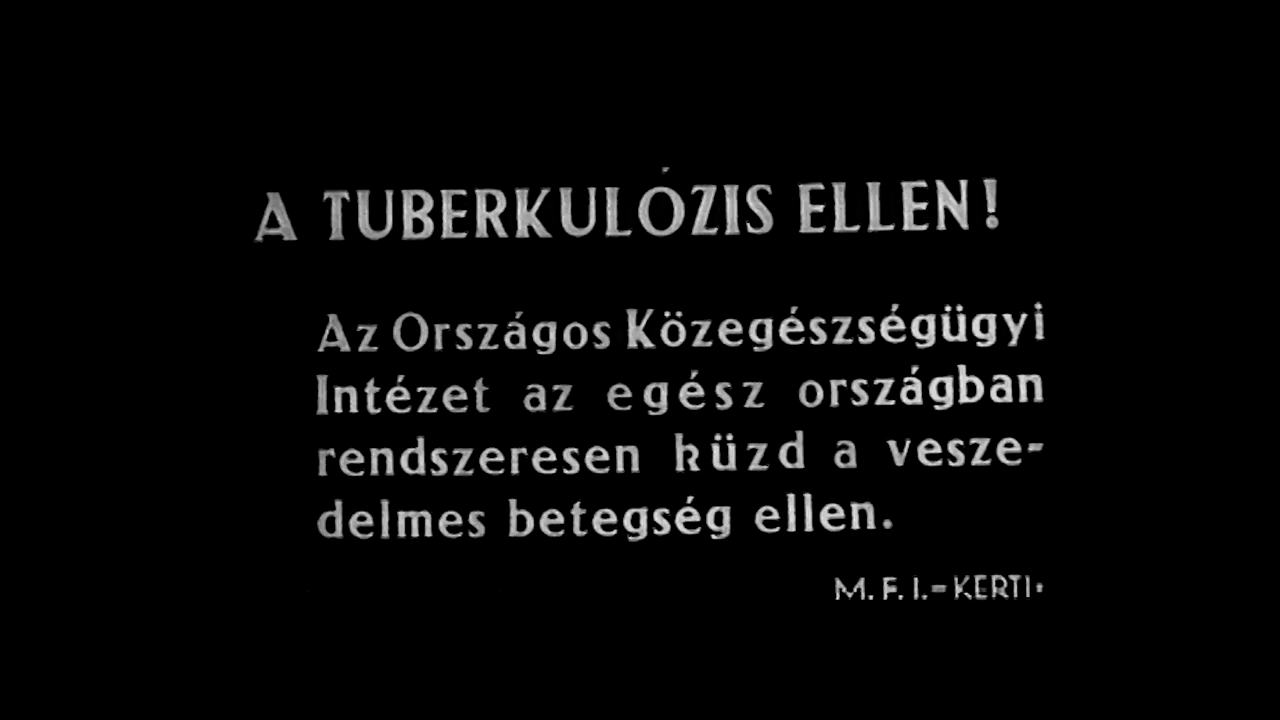 A TUBERKULÓZIS ELLEN!
Az Országos Közegészségügyi
Intézet az egész országban
rendszeresen küzd a vesze-
delmes betegség ellen.
M. F. I.-KERTI.